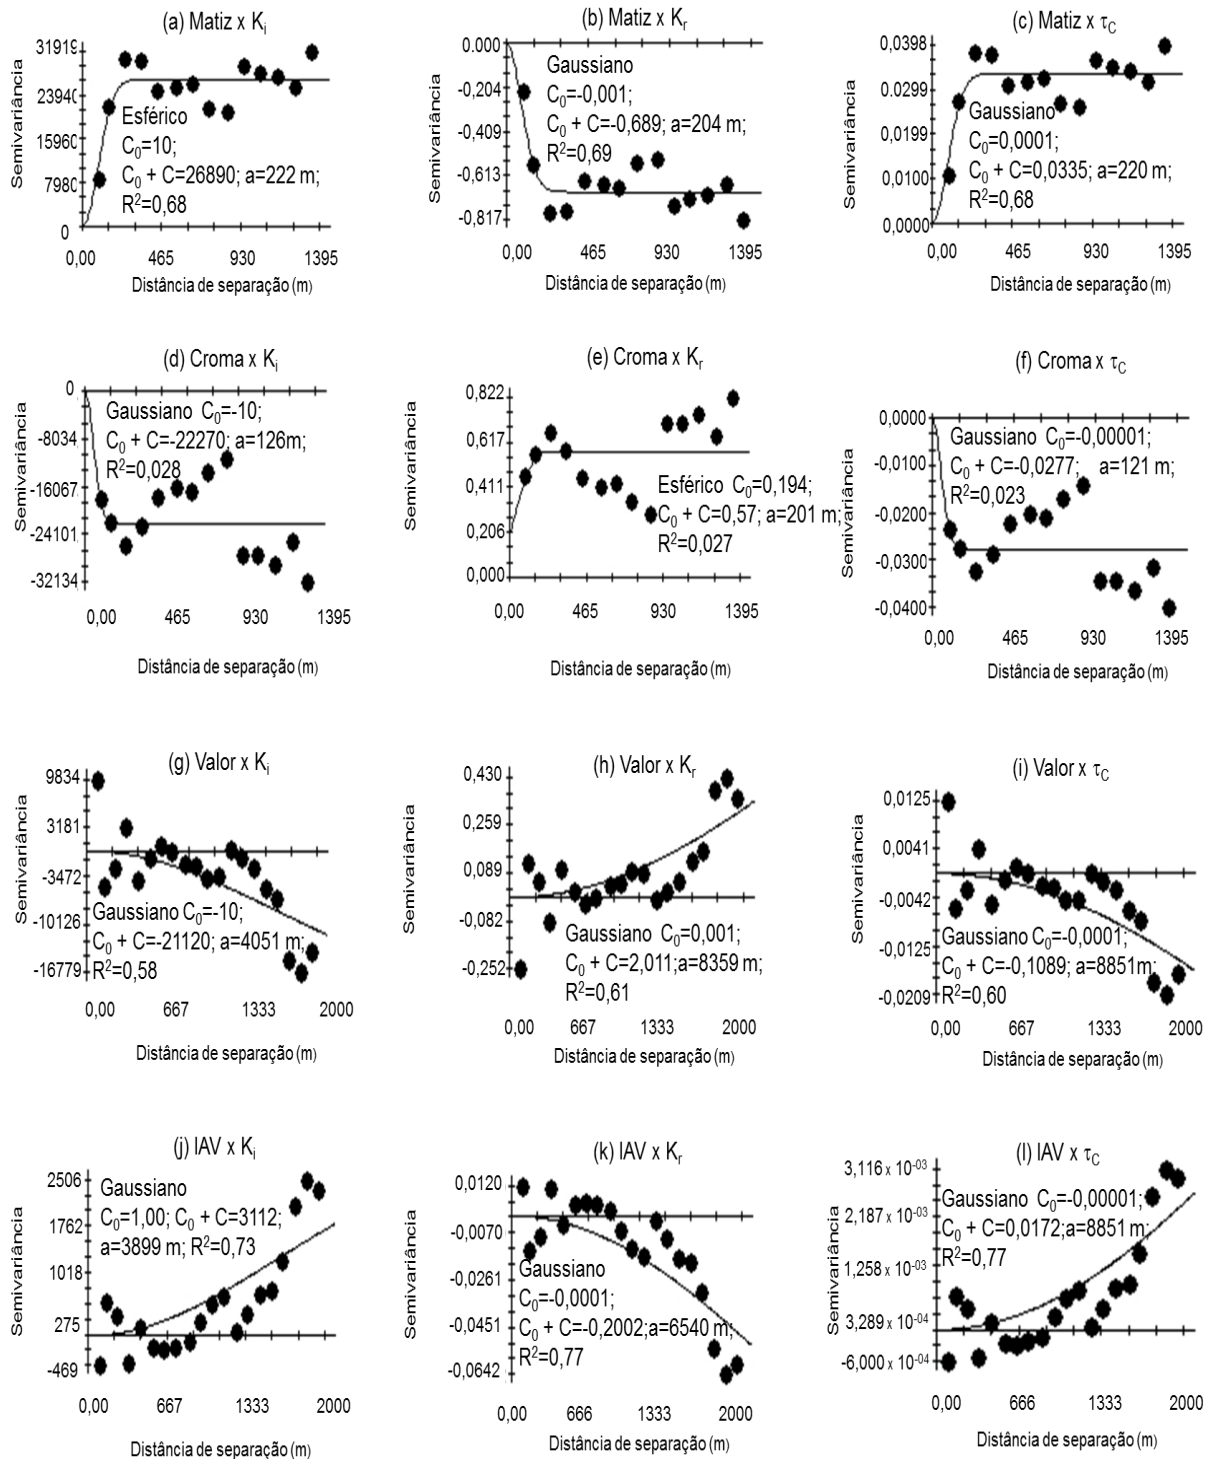 (a) Matiz x Ki
Semivariância
31919
23940
15960
7980
0
Esférico
C0=10;
C0 + C=26890; a=222 m;
R2=0,68
0,00 465 930 1395
Distância de separação (m)
(b) Matiz x Kr
Semivariância
0.000
-0,204
-0,409
-0,613
-0,817
Gaussiano
C0=-0,001;
C0 + C=-0,689; a=204 m;
R2=0,69
0,00 465 930 1395
Distância de separação (m)
(c) Matiz x τC
Semivariância
0,0398
0,0299
0,0199
0,0100
0,0000
Gaussiano
C0=0,0001;
C0 + C=0,0335; a=220 m;
R2=0,68
0,00 465 930 1395
Distância de separação (m)
(d) Croma x Ki
Semivariância
0
-8034
-16067
-24101
-32134
Gaussiano C0=-10;
C0 + C=-22270; a=126m;
R2=0,028
0,00 465 930 1395
Distância de separação (m)
(e) Croma x Kr
Semivariância
0,822
0,617
0,411
0,206
0,000
Esférico C0=0,194;
C0 + C=0,57; a=201 m;
R2=0,027
0,00 465 930 1395
Distância de separação (m)
(f) Croma x τC
Semivariância
0,0000
-0,0100
-0,0200
-0,0300
-0,0400
Gaussiano C0=-0,00001;
C0 + C=-0,0277; a=121 m;
R2=0,023
0,00 465 930 1395
Distância de separação (m)
(g) Valor x Ki
Semivariância
9834
3181
-3472
-10126
-16779
Gaussiano C0=-10;
C0 + C=-21120; a=4051 m;
R2=0,58
0,00 667 1333 2000
Distância de separação (m)
(h) Valor x Kr
Semivariância
0,430
0,259
0,089
-0,082
-0,252
Gaussiano C0=0,001;
C0 + C=2,011;a=8359 m;
R2=0,61
0,00 667 1333 2000
Distância de separação (m)
(i) Valor x τC
Semivariância
0,0125
0,0041
-0,0042
-0,0125
-0,0209
Gaussiano C0=-0,0001;
C0 + C=-0,1089; a=8851m;
R2=0,60
0,00 667 1333 2000
Distância de separação (m)
(j) IAV x Ki
Semivariância
2506
1762
1018
275
-469
Gaussiano
C0=1,00; C0 + C=3112;
a=3899 m; R2=0,73
0,00 667 1333 2000
Distância de separação (m)
(k) IAV x Kr
Semivariância
0,0120
-0,0070
-0,0261
-0,0451
-0,0642
Gaussiano
C0=-0,0001;
C0 + C=-0,2002;a=6540 m;
R2=0,77
0,00 666 1333 2000
Distância de separação (m)
(l) IAV x τC
Semivariância
3,116 x 10-03
2,187 x 10-03
1,258 x 10-03
3,289 x 10-04
-6,000 x 10-04
Gaussiano C0=-0,00001;
C0 + C=0,0172;a=8851 m;
R2=0,77
0,00 666 1333 2000
Distância de separação (m)